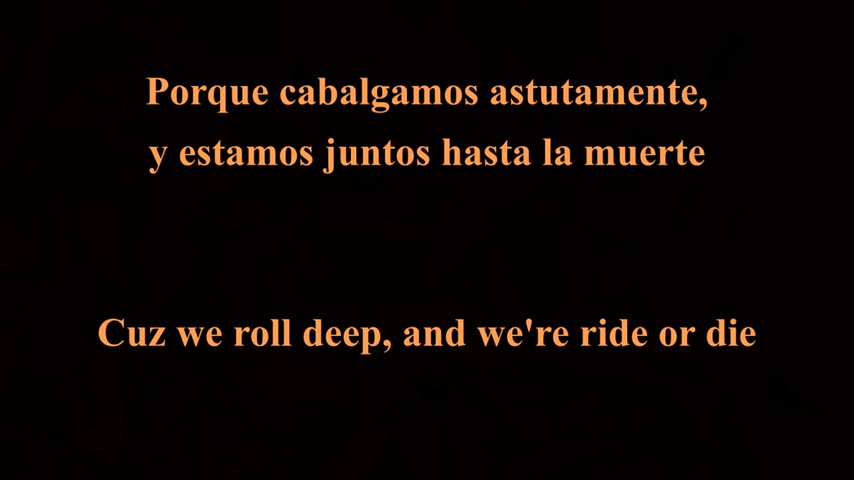 Porque cabalgamos astutamente,
y estamos juntos hasta la muerte
Cuz we roll deep, and we're ride or die